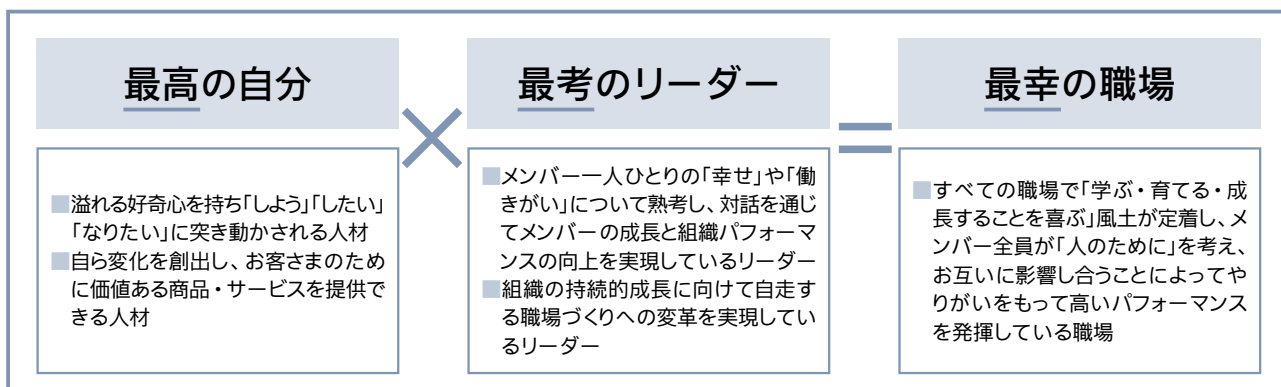 最高の自分
×
最考のリーダー
=
最幸の職場
■溢れる好奇心を持ち「しよう」「したい」
「なりたい」に突き動かされる人材
■自ら変化を創出し、お客さまのため
に価値ある商品・サービスを提供で
きる人材
■メンバー一人ひとりの「幸せ」や「働
きがい」について熟考し、対話を通じ
てメンバーの成長と組織パフォーマ
ンスの向上を実現しているリーダー
■組織の持続的成長に向けて自走す
る職場づくりへの変革を実現してい
るリーダー
■すべての職場で「学ぶ・育てる・成
長することを喜ぶ」風土が定着し、メ
ンバー全員が「人のために」を考え、
お互いに影響し合うことによってや
りがいをもって高いパフォーマンス
を発揮している職場